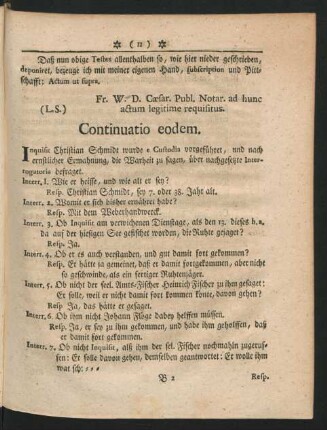 ✵ ( 11 ) ✵
Daß nun obige Testes allenthalben so, wie hier nieder geschrieben,
deponiret, bezeuge ich mit meiner eigenen Hand, subscription und Pitt-
schafft: Actum ut supra.
Fr. W. D. Cæsar. Publ. Notar. ad hunc
(L.S.) actum legitime requisitus.
Continuatio eodem.
Inquisit Christian Schmidt wurde e Custodia vorgeführet, und nach
ernstlicher Ermahnung, die Warheit zu sagen, über nachgesetzte Inter-
rogatoria befraget.
Interr. 1. Wie er heisse, und wie alt er sey?
Resp. Christian Schmidt, sey 7. oder 38. Jahr alt.
Interr. 2. Womit er sich bisher ernähret habe?
Resp. Mit dem Weberhandwerck.
Interr. 3. Ob Inquisit am verwichenen Dienstage, als den 13. dieses h. a.
da auf der hiesigen See gefischet worden, die Ruhte gejaget?
Resp. Ja.
Interr. 4. Ob er es auch verstanden, und gut damit fort gekommen?
Resp. Er hätte ja gemeinet, daß er damit fortgekommen, aber nicht
so geschwinde, als ein fertiger Ruhtenjäger.
Interr. 5. Ob nicht der seel. Amts-Fischer Heinrich Fischer zu ihm gesaget:
Er solle, weil er nicht damit fort kommen könte, davon gehen?
Resp Ja, das hätte er gesaget.
Interr. 6. Ob ihm nicht Johann Flöge dabey helffen müssen.
Resp. Ja, er sey zu ihm gekommen, und habe ihm geholffen, daß
er damit fort gekommen.
Interr. 7. Ob nicht Inquisit, als ihm der sel. Fischer nochmahln zugeruf-
sen: Er solle davon gehen, demselben geantwortet: Er wolle ihm
was sch: ‚ ‚ ‚
B 2 Resp.